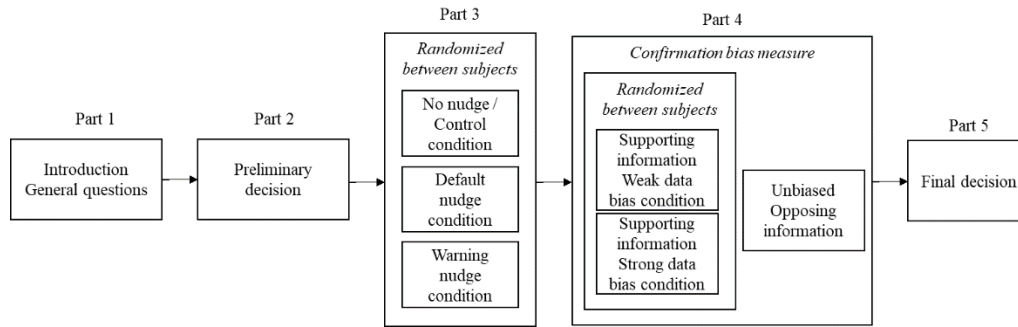 Part 1
Introduction
General questions
Part 2
Preliminary
decision
Part 3
Randomized
between subjects
No nudge /
Control
condition
Default
nudge
condition
Warning
nudge
condition
Part 4
Confirmation bias measure
Randomized
between subjects
Supporting
information
Weak data
bias condition
Supporting
information
Strong data
bias condition
Unbiased
Opposing
information
Part 5
Final decision